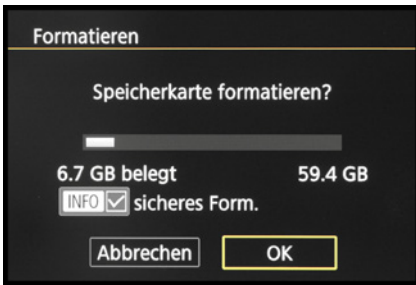 Formatieren
Speicherkarte formatieren?
6.7 GB belegt 59.4 GB
INFO sicheres Form.
Abbrechen OK